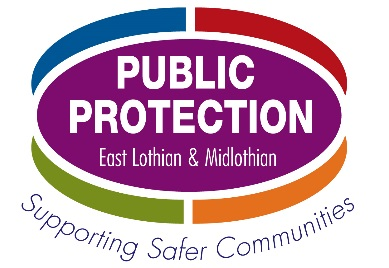 PUBLIC
PROTECTION
East Lothian & Midlothian
Supporting Safer Communities